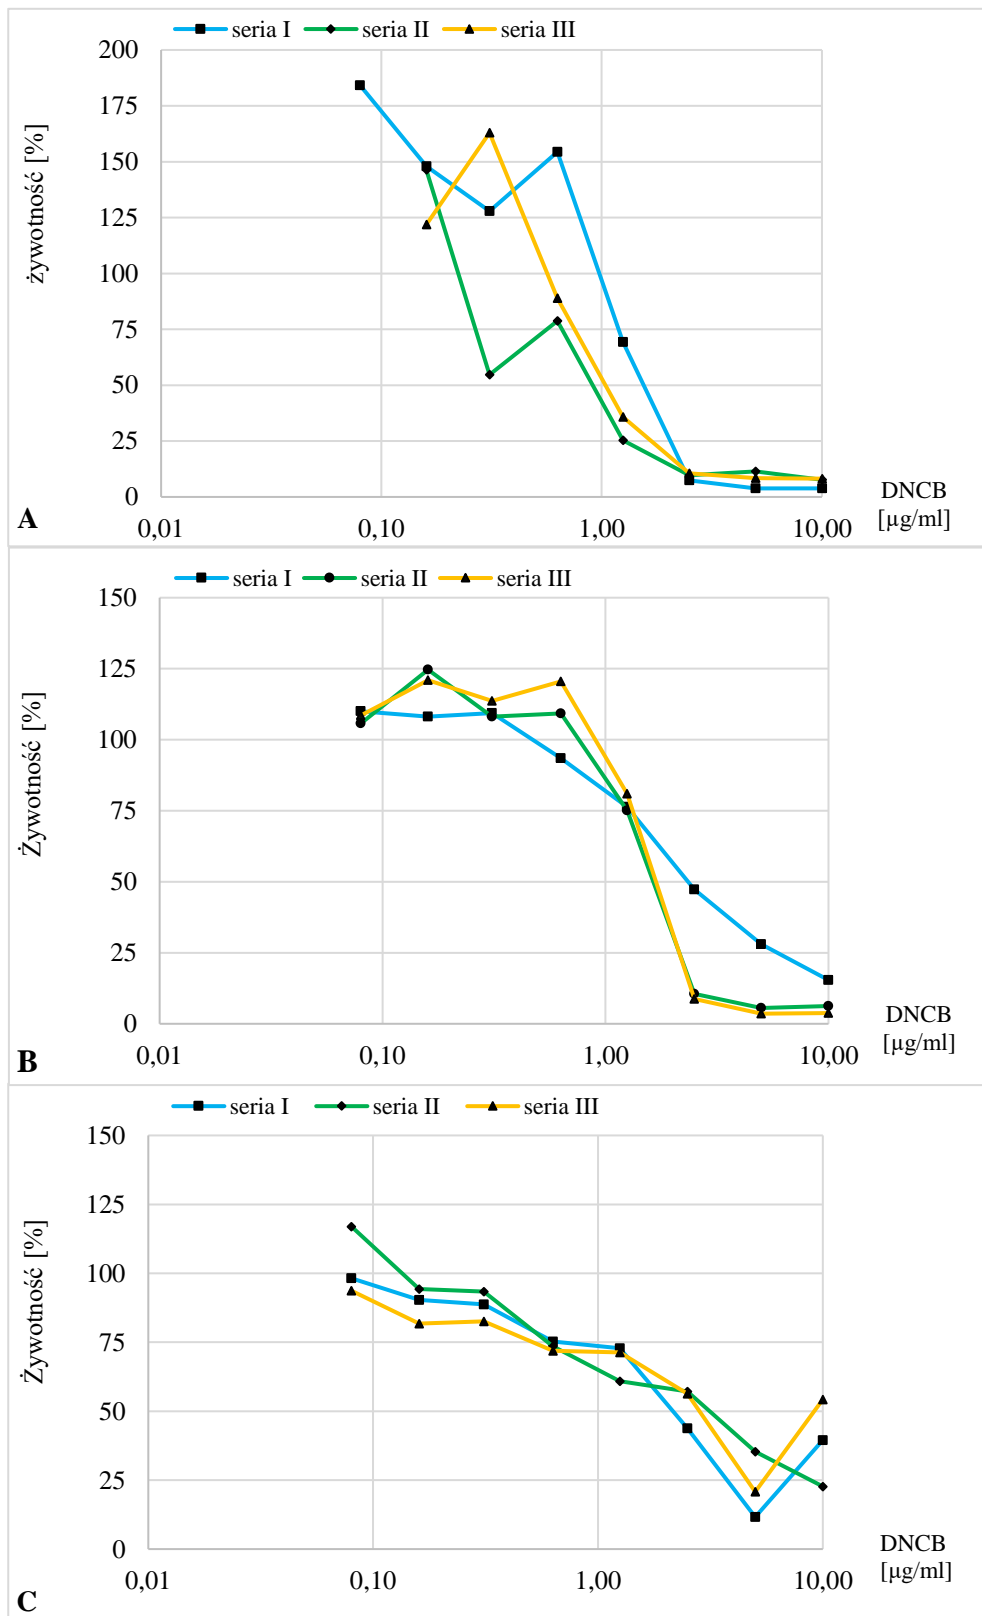 seria I seria II seria III
200
175
150
125
100
75
50
25
0
żywotność [%]
0,01 0,10 1,00 10,00
DNCB
[µg/ml]
A
seria I seria II seria III
150
125
100
75
50
25
0
Żywotność [%]
0,01 0,10 1,00 10,00
DNCB
[µg/ml]
B
seria I seria II seria III
150
125
100
75
50
25
0
Żywotność [%]
0,01 0,10 1,00 10,00
DNCB
[µg/ml]
C